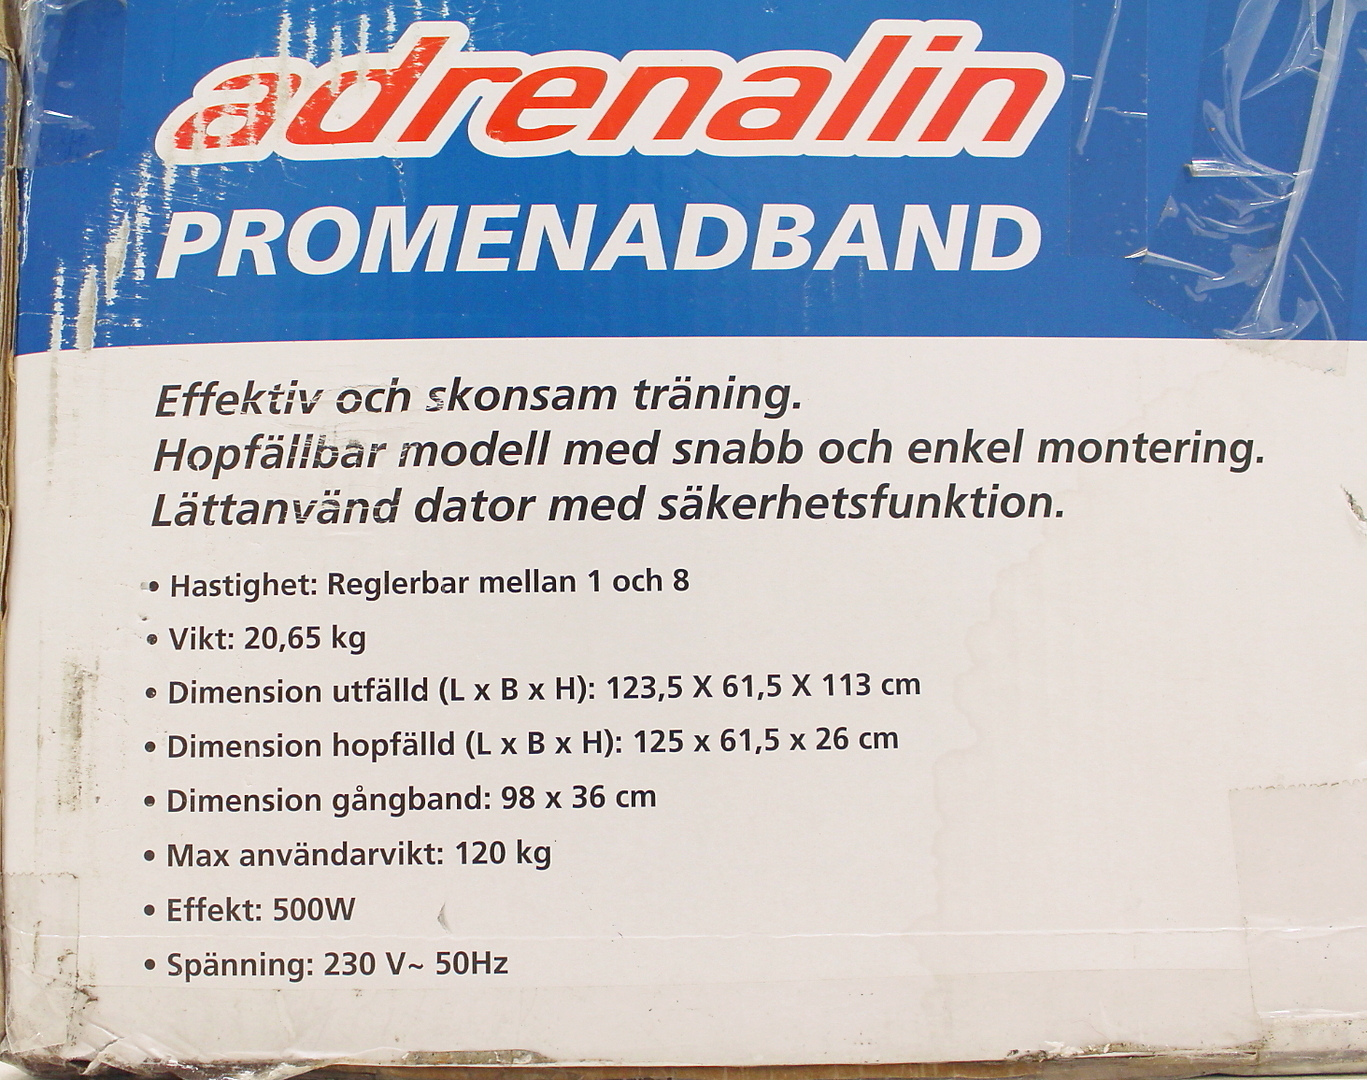 adrenalin
PROMENADBAND
Effektiv och skonsam träning.
Hopfällbar modell med snabb och enkel montering.
Lättanvänd dator med säkerhetsfunktion.
• Hastighet: Reglerbar mellan 1 och 8
• Vikt: 20,65 kg
• Dimension utfälld (L x B x H): 123,5 X 61,5 X 113 cm
• Dimension hopfälld (L x B x H): 125 x 61,5 x 26 cm
• Dimension gångband: 98 x 36 cm
• Max användarvikt: 120 kg
• Effekt: 500W
• Spänning: 230 V~ 50Hz